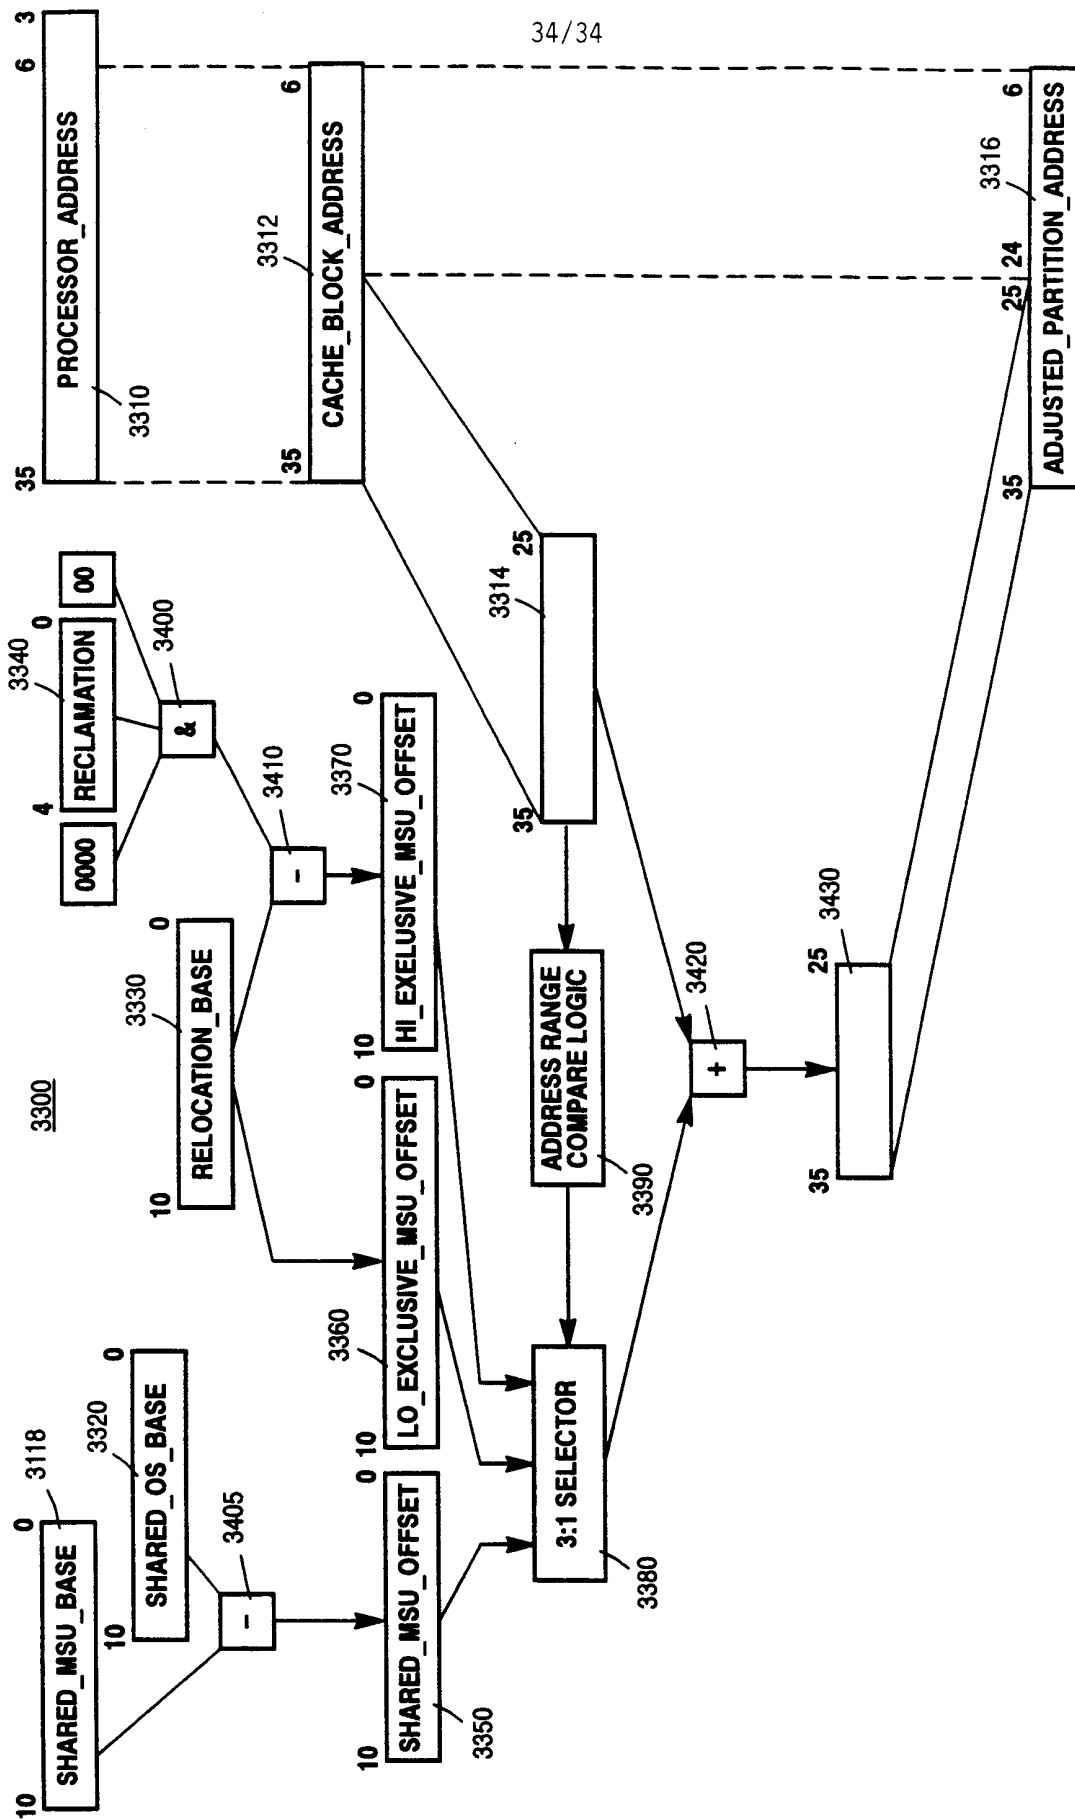 34/34
3300
10 0
SHARED_MSU_BASE
3118
10 0
SHARED_OS_BASE
3320
-
3405
10 0
SHARED_MSU_OFFSET
3350
10 0
RELOCATION_BASE
3330
0000
4 0
RECLAMATION
3340
00
&
3400
-
3410
10 0
LO_EXCLUSIVE_MSU_OFFSET
3360
10 0
HI_EXELUSIVE_MSU_OFFSET
3370
35 6 3
PROCESSOR_ADDRESS
3310
35 6
CACHE_BLOCK_ADDRESS
3312
35 25
3314
3:1 SELECTOR
3380
ADDRESS RANGE
COMPARE LOGIC
3390
+
3420
35 25
3430
35 25 24 6
ADJUSTED_PARTITION_ADDRESS
3316